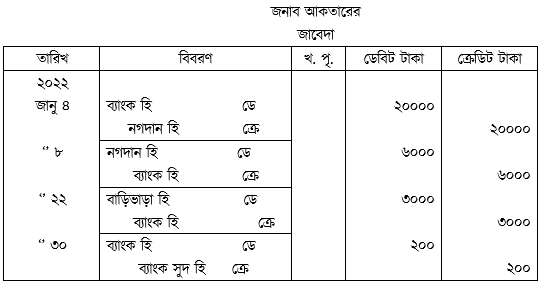 জনাব আকতারের
জাবেদা
তারিখ বিবরণ খ. পৃ. ডেবিট টাকা ক্রেডিট টাকা
২০২২
জানু ৪ ব্যাংক হি ডে ২০০০০
নগদান হি ক্রে ২০০০০
“ ৮ নগদান হি ডে ৬০০০
ব্যাংক হি ক্রে ৬০০০
“ ২২ বাড়িভাড়া হি ডে ৩০০০
ব্যাংক হি ক্রে ৩০০০
“ ৩০ ব্যাংক হি ডে ২০০
ব্যাংক সুদ হি ক্রে ২০০